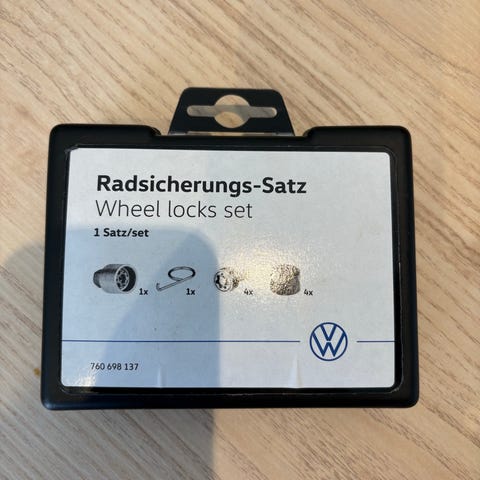 Radsicherungs-Satz
Wheel locks set
1 Satz/set
1x 1x 4x 4x
760 698 137